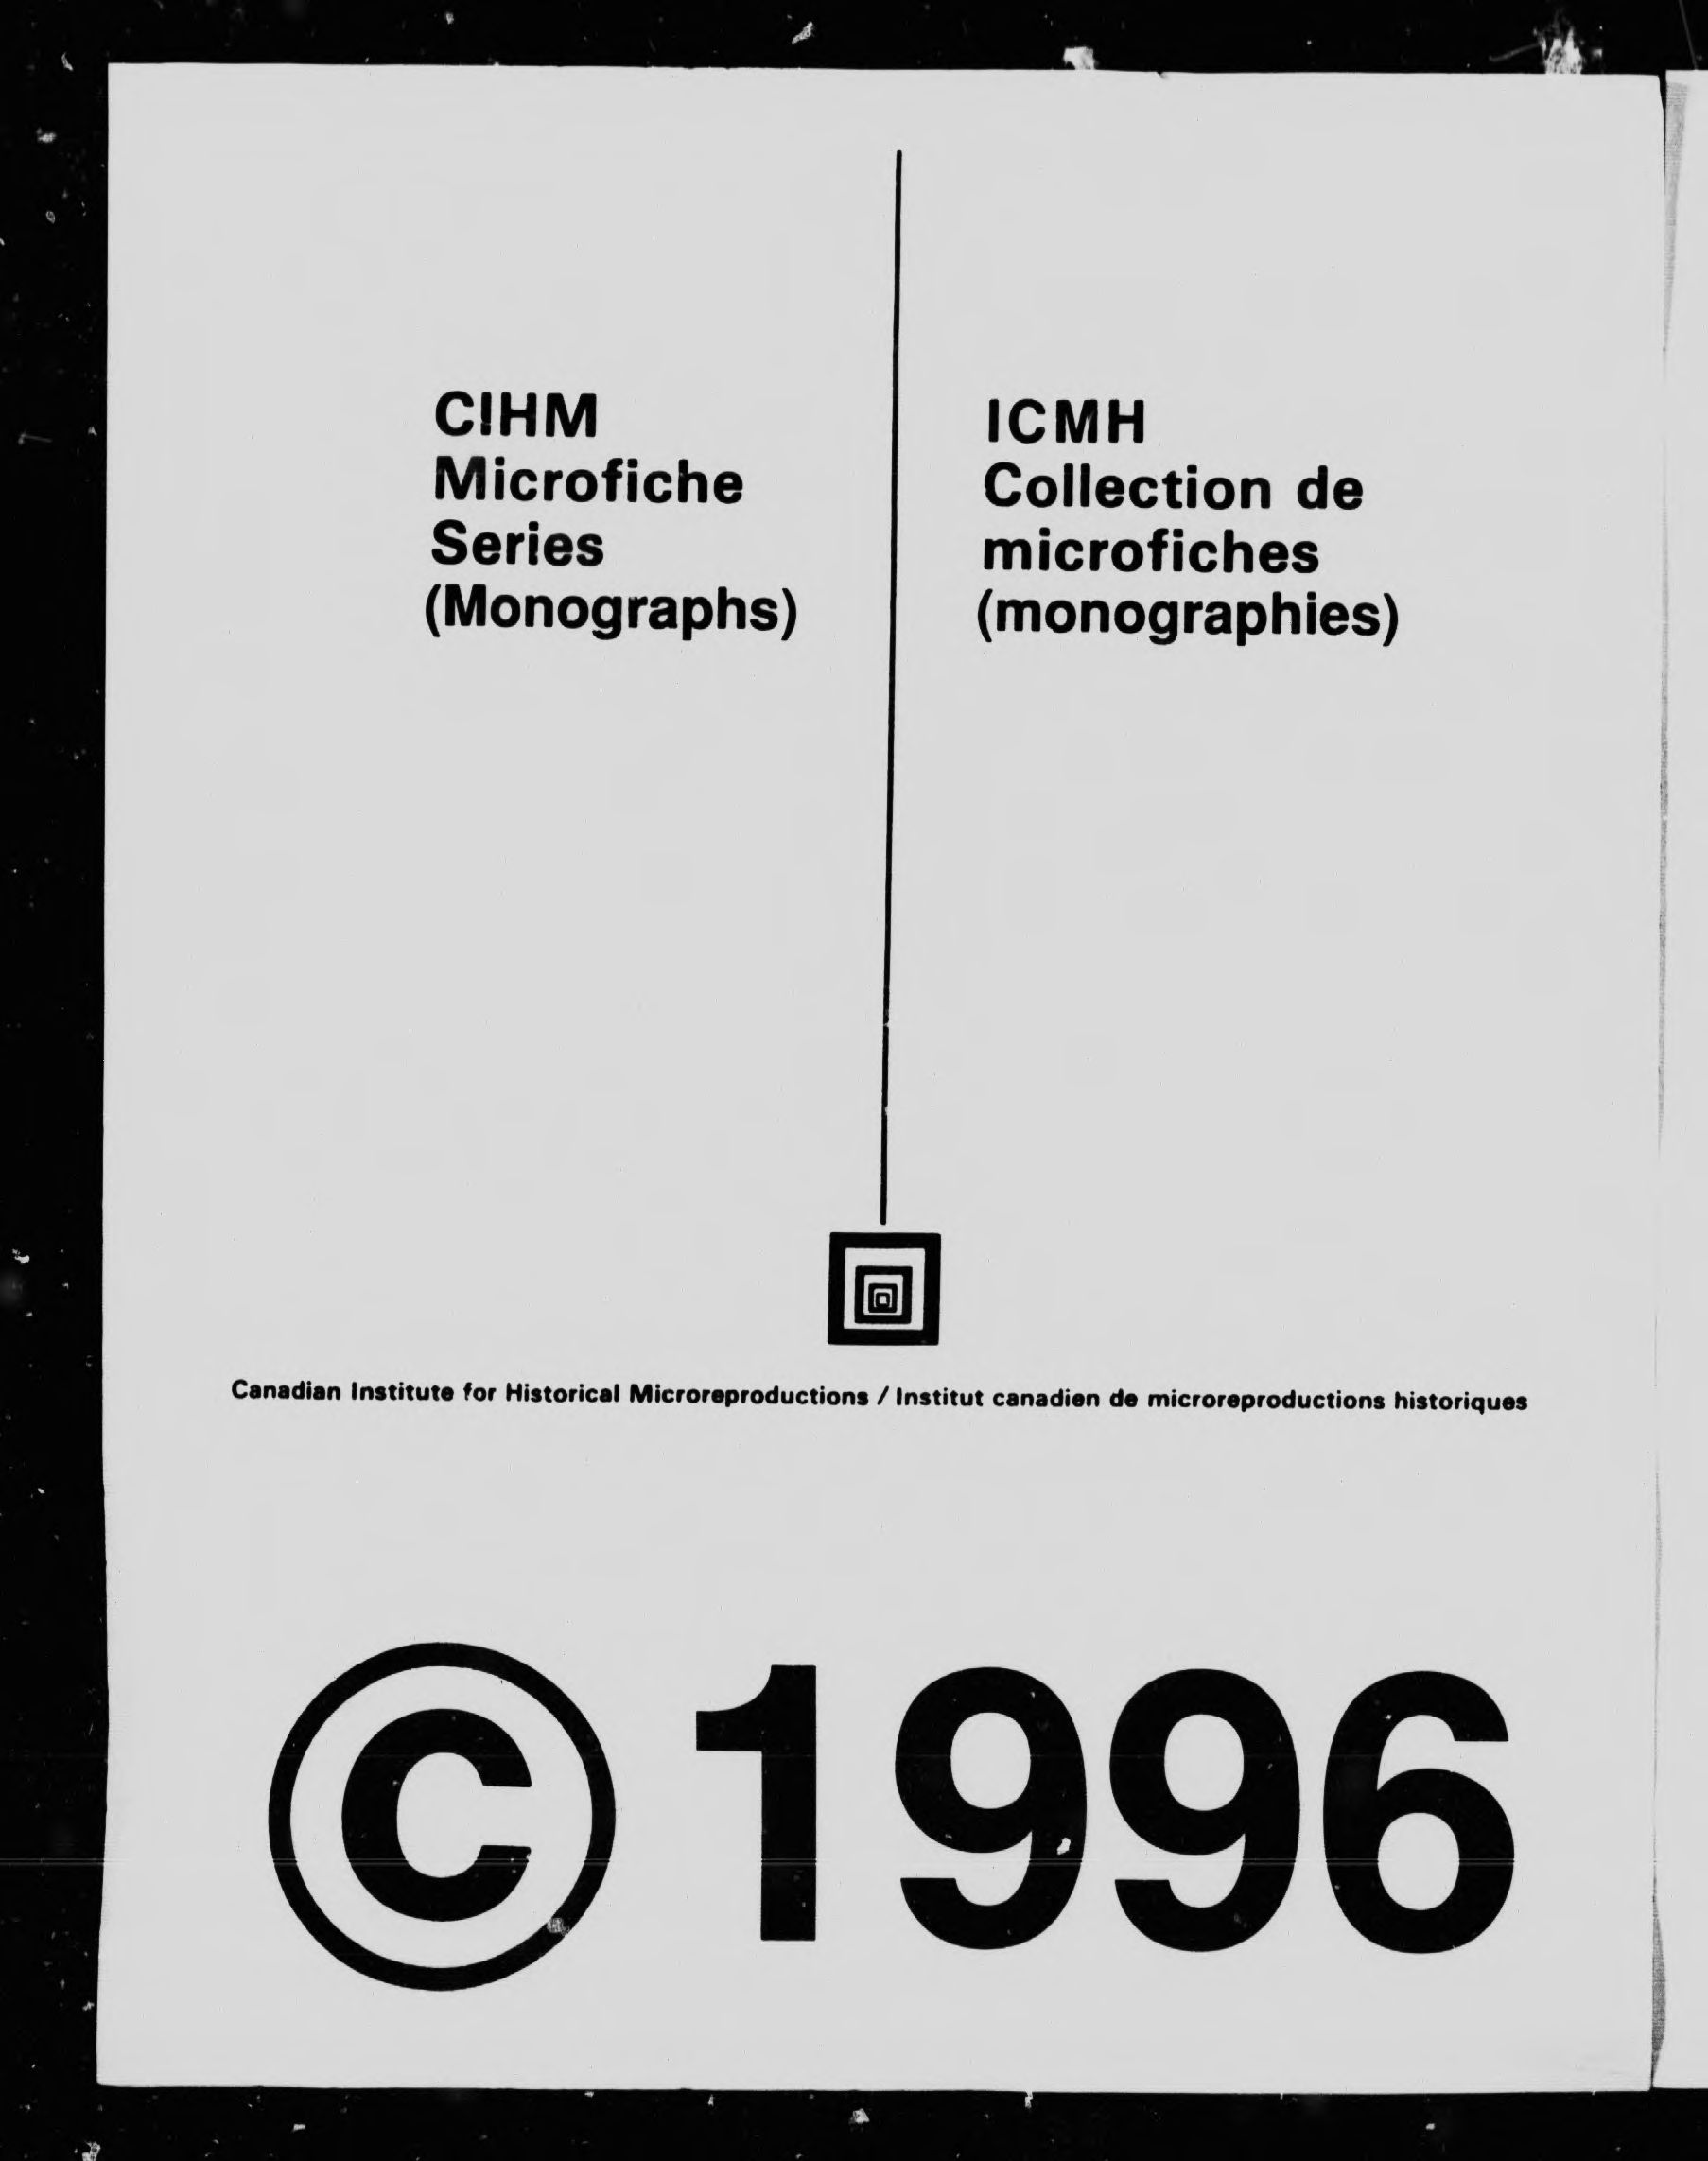 CIHM
Microfiche
Series
(Monographs)
ICMH
Collection de
microfiches
(monographies)
Canadian Institute for Historical Microreproductions / Institut canadien de microreproductions historiques
© 1996